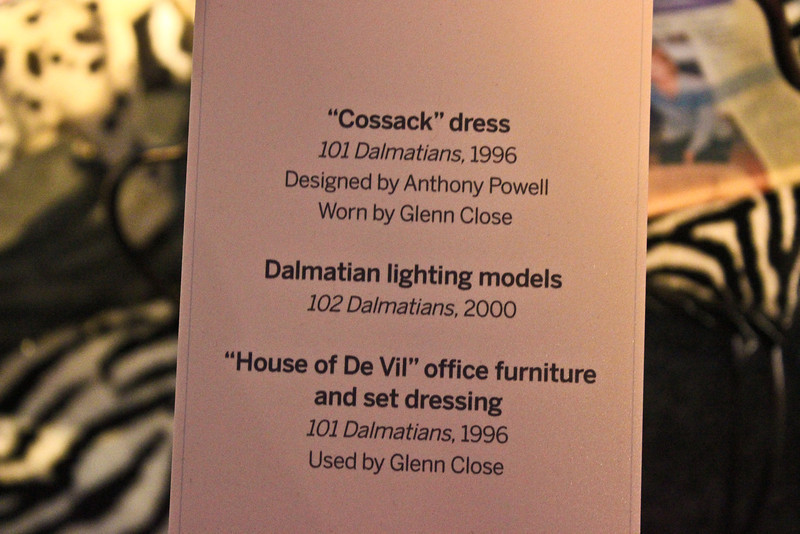 “Cossack” dress
101 Dalmatians, 1996
Designed by Anthony Powell
Worn by Glenn Close
Dalmatian lighting models
102 Dalmatians, 2000
“House of De Vil” office furniture
and set dressing
101 Dalmatians, 1996
Used by Glenn Close